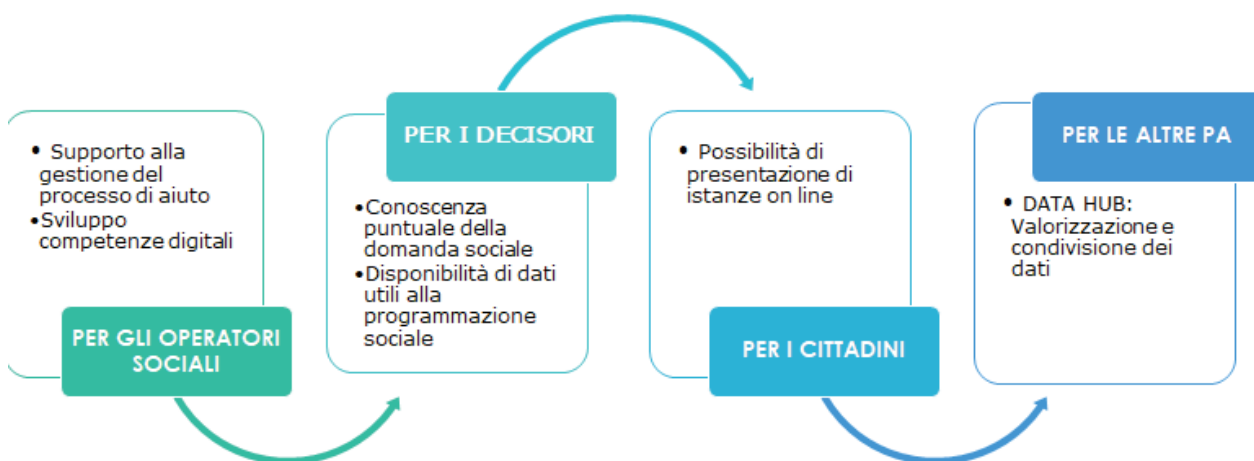 • Supporto alla
gestione del
processo di aiuto
•Sviluppo
competenze digitali
PER GLI OPERATORI
SOCIALI
PER I DECISORI
•Conoscenza
puntuale della
domanda sociale
•Disponibilità di dati
utili alla
programmazione
sociale
• Possibilità di
presentazione di
istanze on line
PER I CITTADINI
PER LE ALTRE PA
• DATA HUB:
Valorizzazione e
condivisione dei
dati